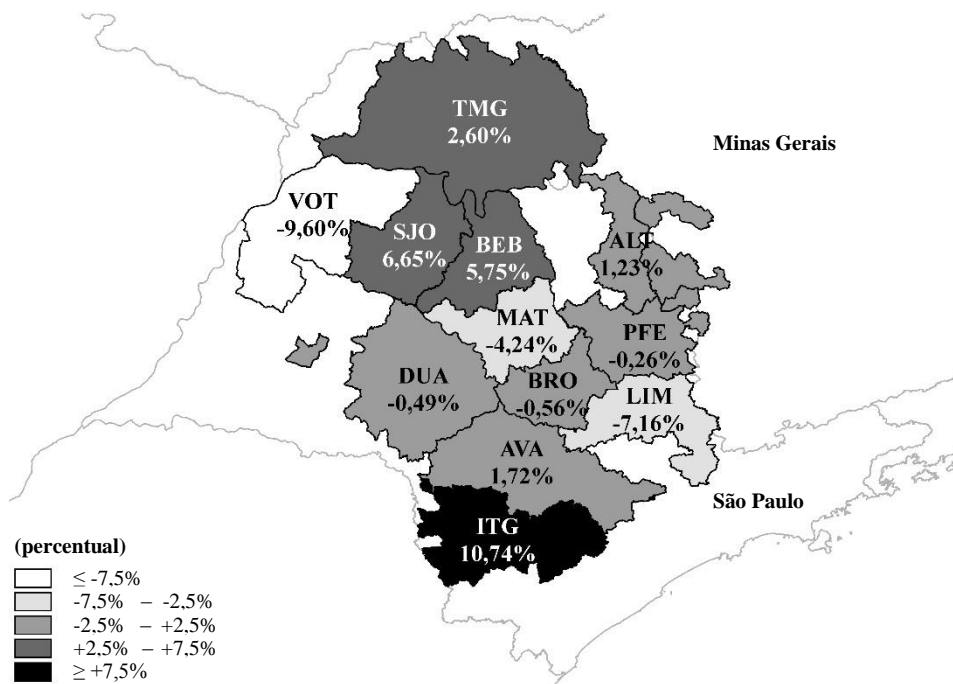 TMG
2,60%
Minas Gerais
VOT
-9,60%
SJO
6,65%
BEB
5,75%
ALT
1,23%
MAT
-4,24%
PFE
-0,26%
DUA
-0,49%
BRO
-0,56%
LIM
-7,16%
AVA
1,72%
São Paulo
ITG
10,74%
(percentual)
≤ -7,5%
-7,5% – -2,5%
-2,5% – +2,5%
+2,5% – +7,5%
≥ +7,5%